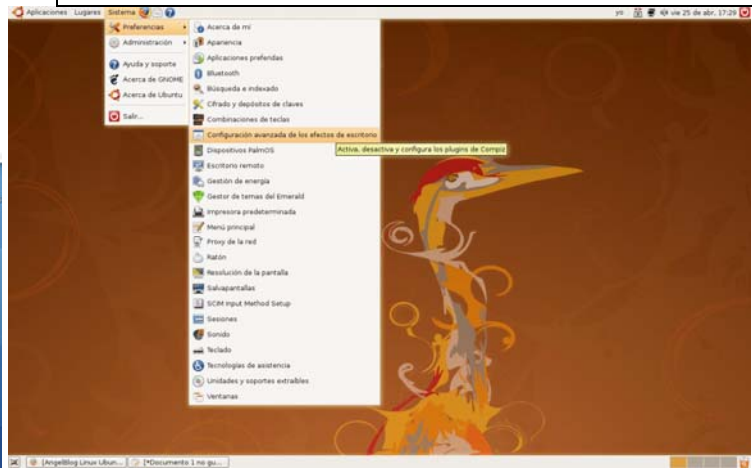 Aplicaciones Lugares Sistema
ys vie 25 de abr, 17:29
Preferencias
Administración
Ayuda y soporte
Acerca de GNOME
Acerca de Ubuntu
Salir...
Acerca de mí
Apariencia
Aplicaciones preferidas
Bluetooth
Búsqueda e indexado
Cifrado y depósitos de claves
Combinaciones de teclas
Configuración avanzada de los efectos de escritorio
Activa, desactiva y configura los plugins de Compiz
Dispositivos PalmOS
Escritorio remoto
Gestión de energía
Gestor de temas del Emerald
Impresora predeterminada
Menú principal
Proxy de la red
Ratón
Resolución de la pantalla
Salvapantallas
SCIM Input Method Setup
Sesiones
Sonido
Teclado
Tecnologías de asistencia
Unidades y soportes extraíbles
Ventanas
[AngelBlog Linux Ubun...
[*Documento 1 no gu...